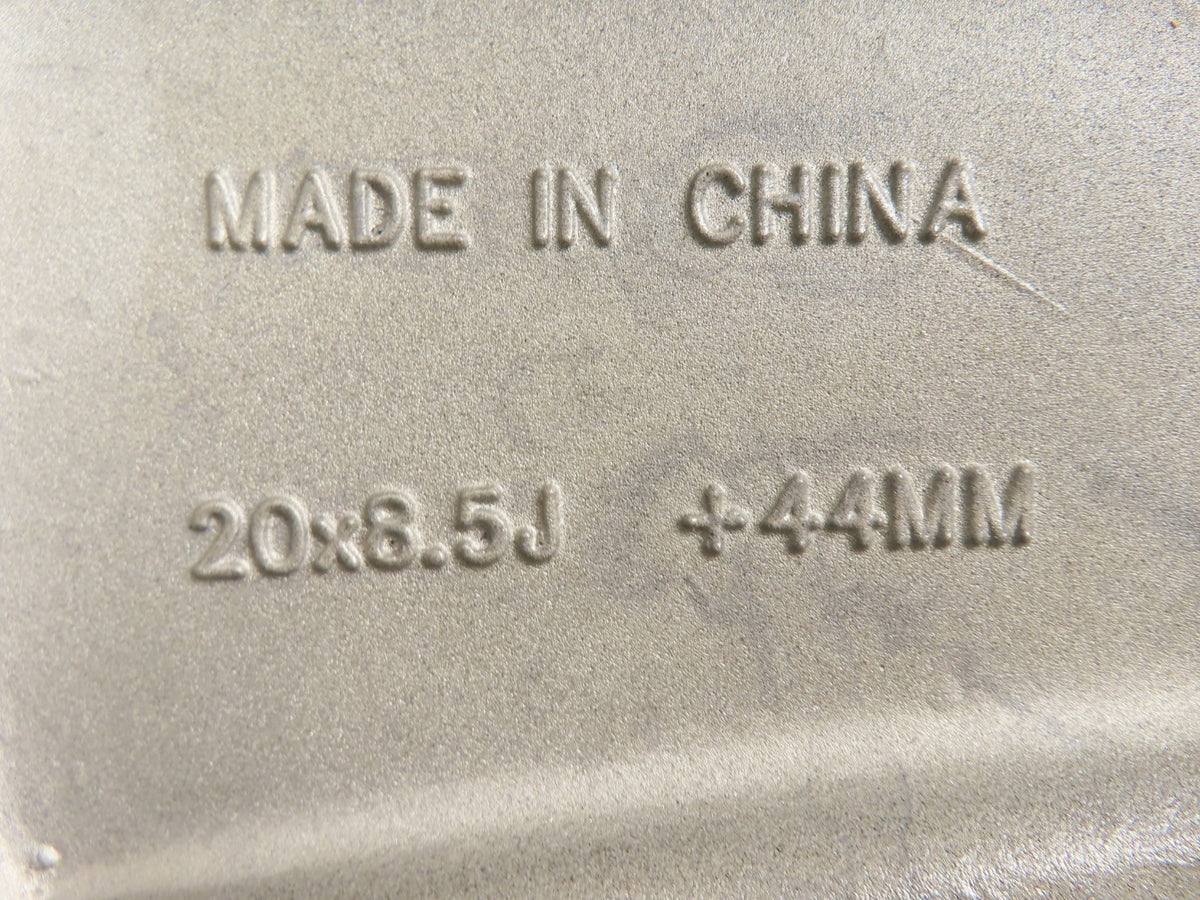 MADE IN CHINA
20x8.5J +44MM